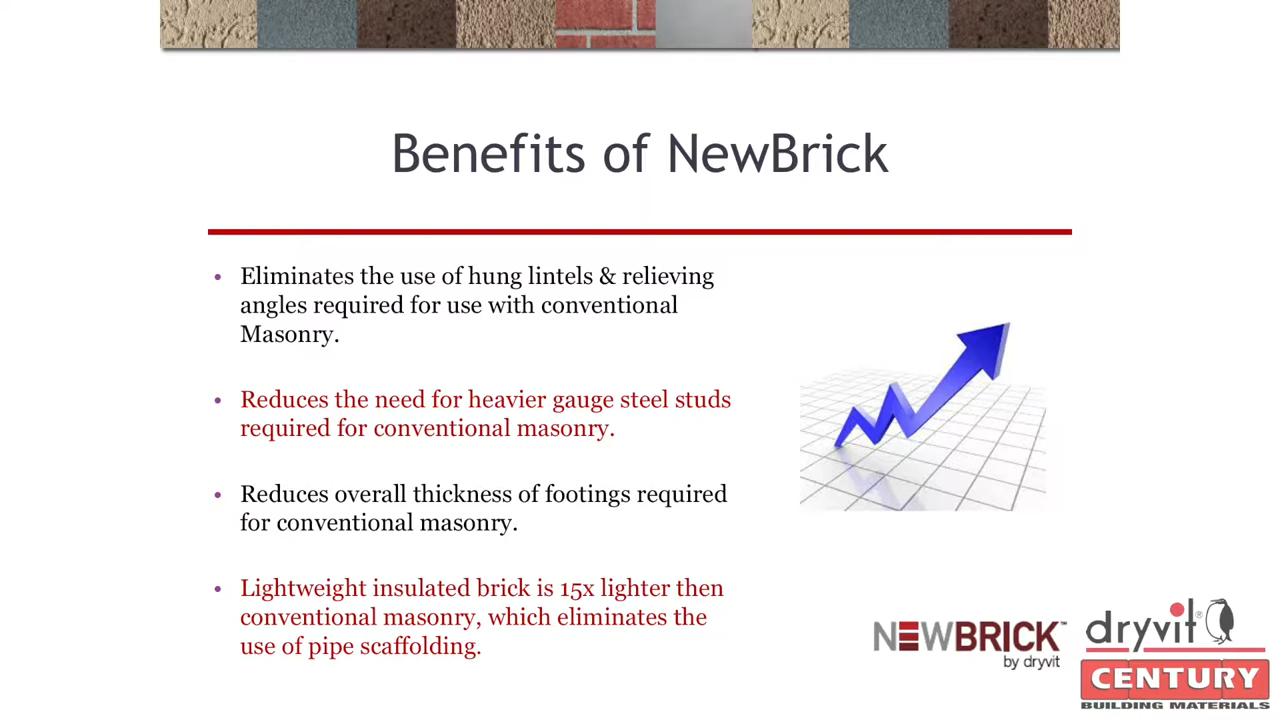 Benefits of NewBrick
• Eliminates the use of hung lintels & relieving
angles required for use with conventional
Masonry.
• Reduces the need for heavier gauge steel studs
required for conventional masonry.
• Reduces overall thickness of footings required
for conventional masonry.
• Lightweight insulated brick is 15x lighter then
conventional masonry, which eliminates the
use of pipe scaffolding.
NEWBRICK™
by dryvit
dryvit®
CENTURY
BUILDING MATERIALS